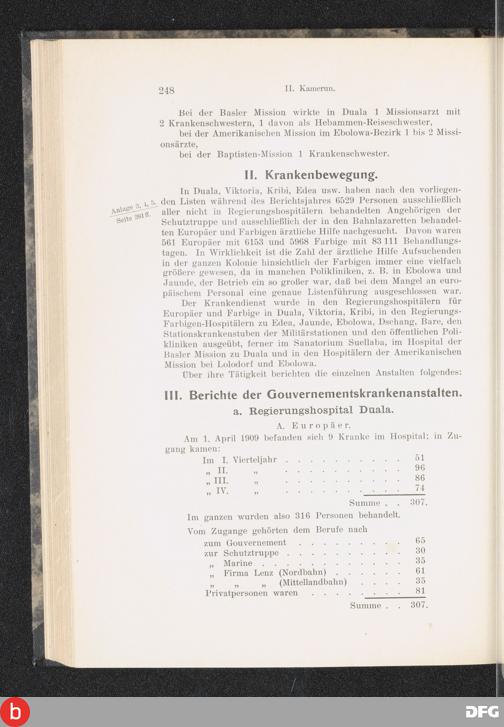 248
II. Kamerun.
Bei der Basler Mission wirkte in Duala 1 Missionsarzt mit
2 Krankenschwestern, 1 davon als Hebammen-Reiseschwester,
bei der Amerikanischen Mission im Ebolowa-Bezirk 1 bis 2 Missi-
onsärzte,
bei der Baptisten-Mission 1 Krankenschwester.
II. Krankenbewegung.
Anlage 3, 4, 5,
Seite 391 ff.
In Duala, Viktoria, Kribi, Edea usw. haben nach den vorliegen-
den Listen während des Berichtsjahres 6529 Personen ausschließlich
aller nicht in Regierungshospitälern behandelten Angehörigen der
Schutztruppe und ausschließlich der in den Bahnlazaretten behandel-
ten Europäer und Farbigen ärztliche Hilfe nachgesucht. Davon waren
561 Europäer mit 6153 und 5968 Farbige mit 83 111 Behandlungs-
tagen. In Wirklichkeit ist die Zahl der ärztliche Hilfe Aufsuchenden
in der ganzen Kolonie hinsichtlich der Farbigen immer eine vielfach
größere gewesen, da in manchen Polikliniken, z. B. in Ebolowa und
Jaunde, der Betrieb ein so großer war, daß bei dem Mangel an euro-
päischem Personal eine genaue Listenführung ausgeschlossen war.
Der Krankendienst wurde in den Regierungshospitälern für
Europäer und Farbige in Duala, Viktoria, Kribi, in den Regierungs-
Farbigen-Hospitälern zu Edea, Jaunde, Ebolowa, Dschang, Bare, den
Stationskrankenstuben der Militärstationen und den öffentlichen Poli-
kliniken ausgeübt, ferner im Sanatorium Suellaba, im Hospital der
Basler Mission zu Duala und in den Hospitälern der Amerikanischen
Mission bei Lolodorf und Ebolowa.
Über ihre Tätigkeit berichten die einzelnen Anstalten folgendes:
III. Berichte der Gouvernementskrankenanstalten.
a. Regierungshospital Duala.
A. Europäer.
Am 1. April 1909 befanden sich 9 Kranke im Hospital; in Zu-
gang kamen:
Im I. Vierteljahr . . . . . . . . . . 51
„ II. „ . . . . . . . . . . 96
„ III. „ . . . . . . . . . . 86
„ IV. „ . . . . . . . . . . 74
Summe . . 307.
Im ganzen wurden also 316 Personen behandelt.
Vom Zugange gehörten dem Berufe nach
zum Gouvernement . . . . . . . . . 65
zur Schutztruppe . . . . . . . . . . 30
„ Marine . . . . . . . . . . . . 35
„ Firma Lenz (Nordbahn) . . . . . . 61
„ „ „ (Mittellandbahn) . . . . 35
Privatpersonen waren . . . . . . . . 81
Summe . . 307.
b
DFG